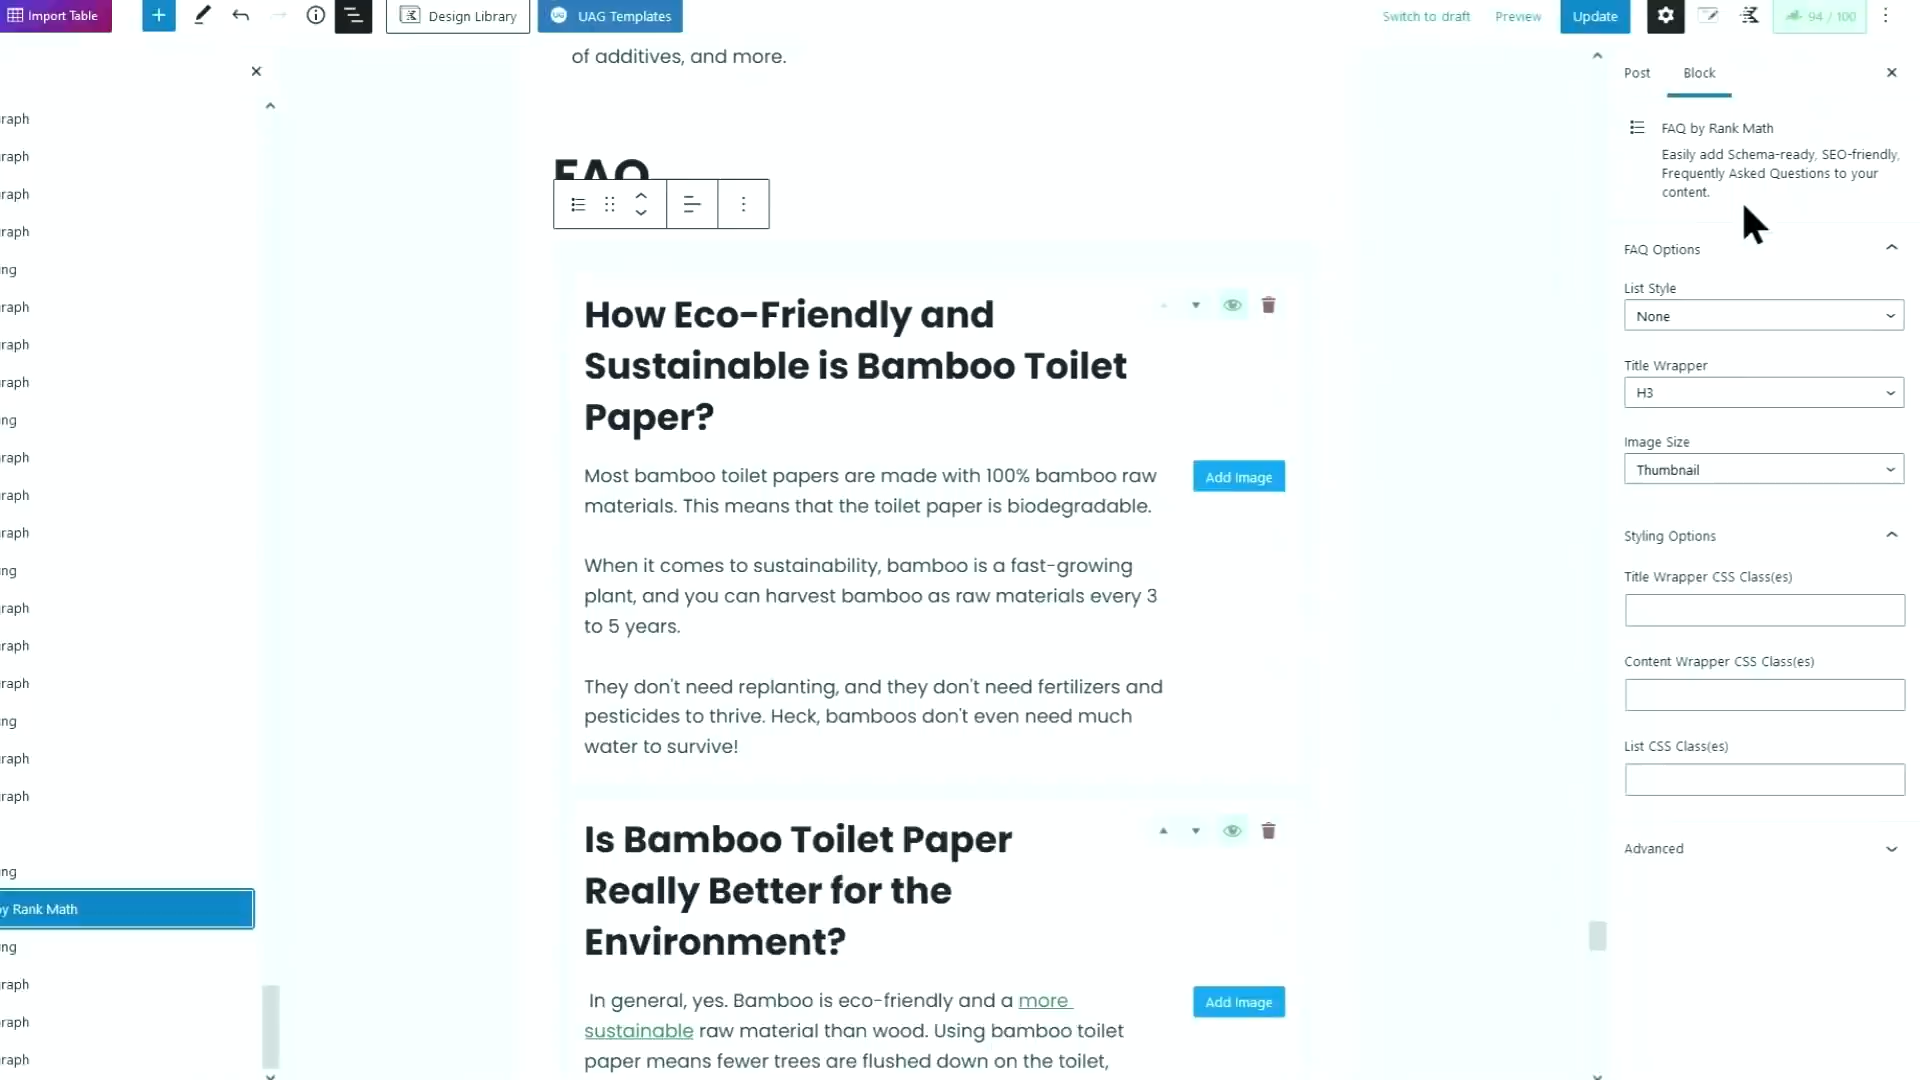 Import Table
Design Library
UAG Templates
Switch to draft
Preview
Update
94 / 100
raph
raph
raph
raph
ng
raph
raph
raph
ng
raph
raph
raph
ng
raph
raph
raph
ng
raph
raph
ng
by Rank Math
ng
raph
raph
raph
of additives, and more.
FAQ
How Eco-Friendly and
Sustainable is Bamboo Toilet
Paper?
Most bamboo toilet papers are made with 100% bamboo raw
materials. This means that the toilet paper is biodegradable.
Add Image
When it comes to sustainability, bamboo is a fast-growing
plant, and you can harvest bamboo as raw materials every 3
to 5 years.
They don't need replanting, and they don't need fertilizers and
pesticides to thrive. Heck, bamboos don't even need much
water to survive!
Is Bamboo Toilet Paper
Really Better for the
Environment?
In general, yes. Bamboo is eco-friendly and a more
sustainable raw material than wood. Using bamboo toilet
paper means fewer trees are flushed down on the toilet,
Add Image
Post
Block
FAQ by Rank Math
Easily add Schema-ready, SEO-friendly,
Frequently Asked Questions to your
content.
FAQ Options
List Style
None
Title Wrapper
H3
Image Size
Thumbnail
Styling Options
Title Wrapper CSS Class(es)
Content Wrapper CSS Class(es)
List CSS Class(es)
Advanced